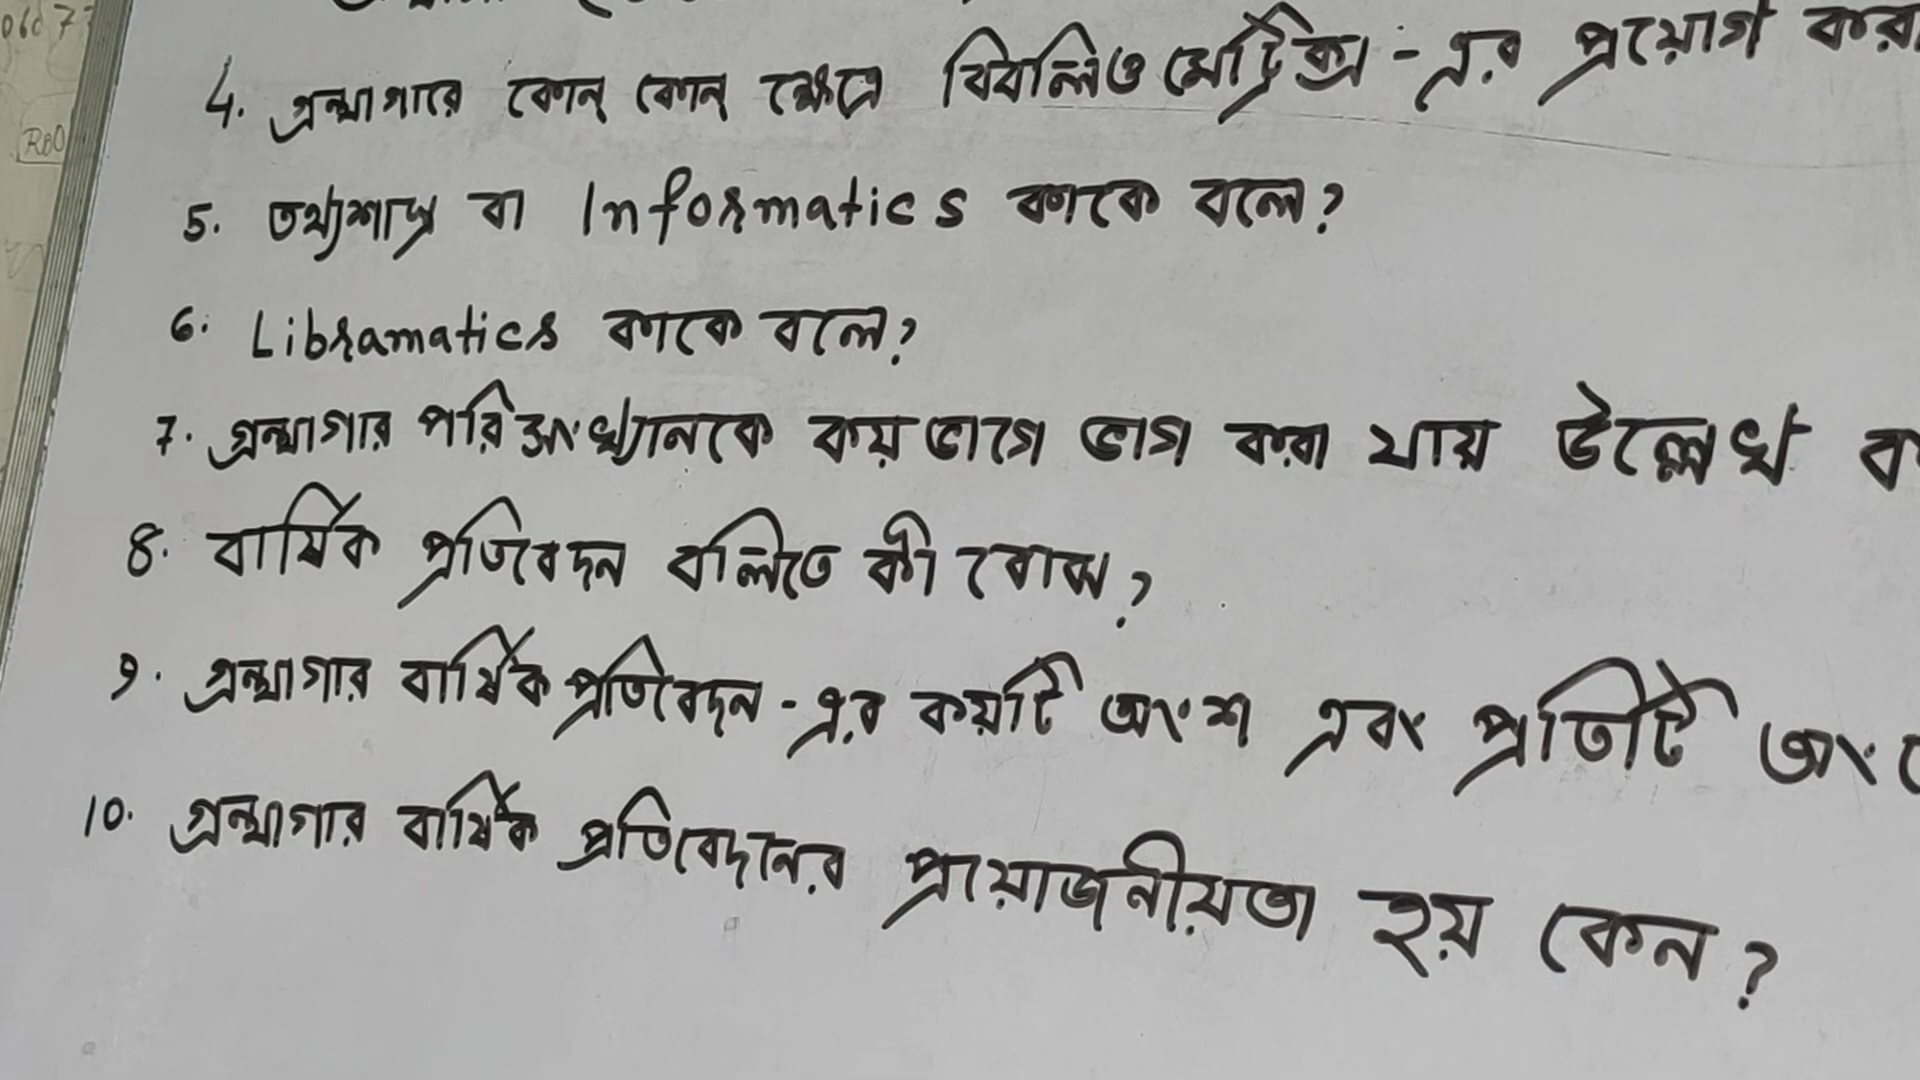 4. গ্রন্থাগারে কোন্ কোন্ ক্ষেত্রে বিবলিওমেট্রিক্স - এর প্রয়োগ করা
5. তথ্যশাস্ত্র বা Informatics কাকে বলে?
6. Libramatics কাকে বলে?
7. গ্রন্থাগার পরিসংখ্যানকে কয় ভাগে ভাগ করা যায় উল্লেখ
8. বার্ষিক প্রতিবেদন বলিতে কী বোঝ?
9. গ্রন্থাগার বার্ষিক প্রতিবেদন - এর কয়টি অংশ এবং প্রতিটি
10. গ্রন্থাগার বার্ষিক প্রতিবেদনের প্রয়োজনীয়তা হয় কেন?